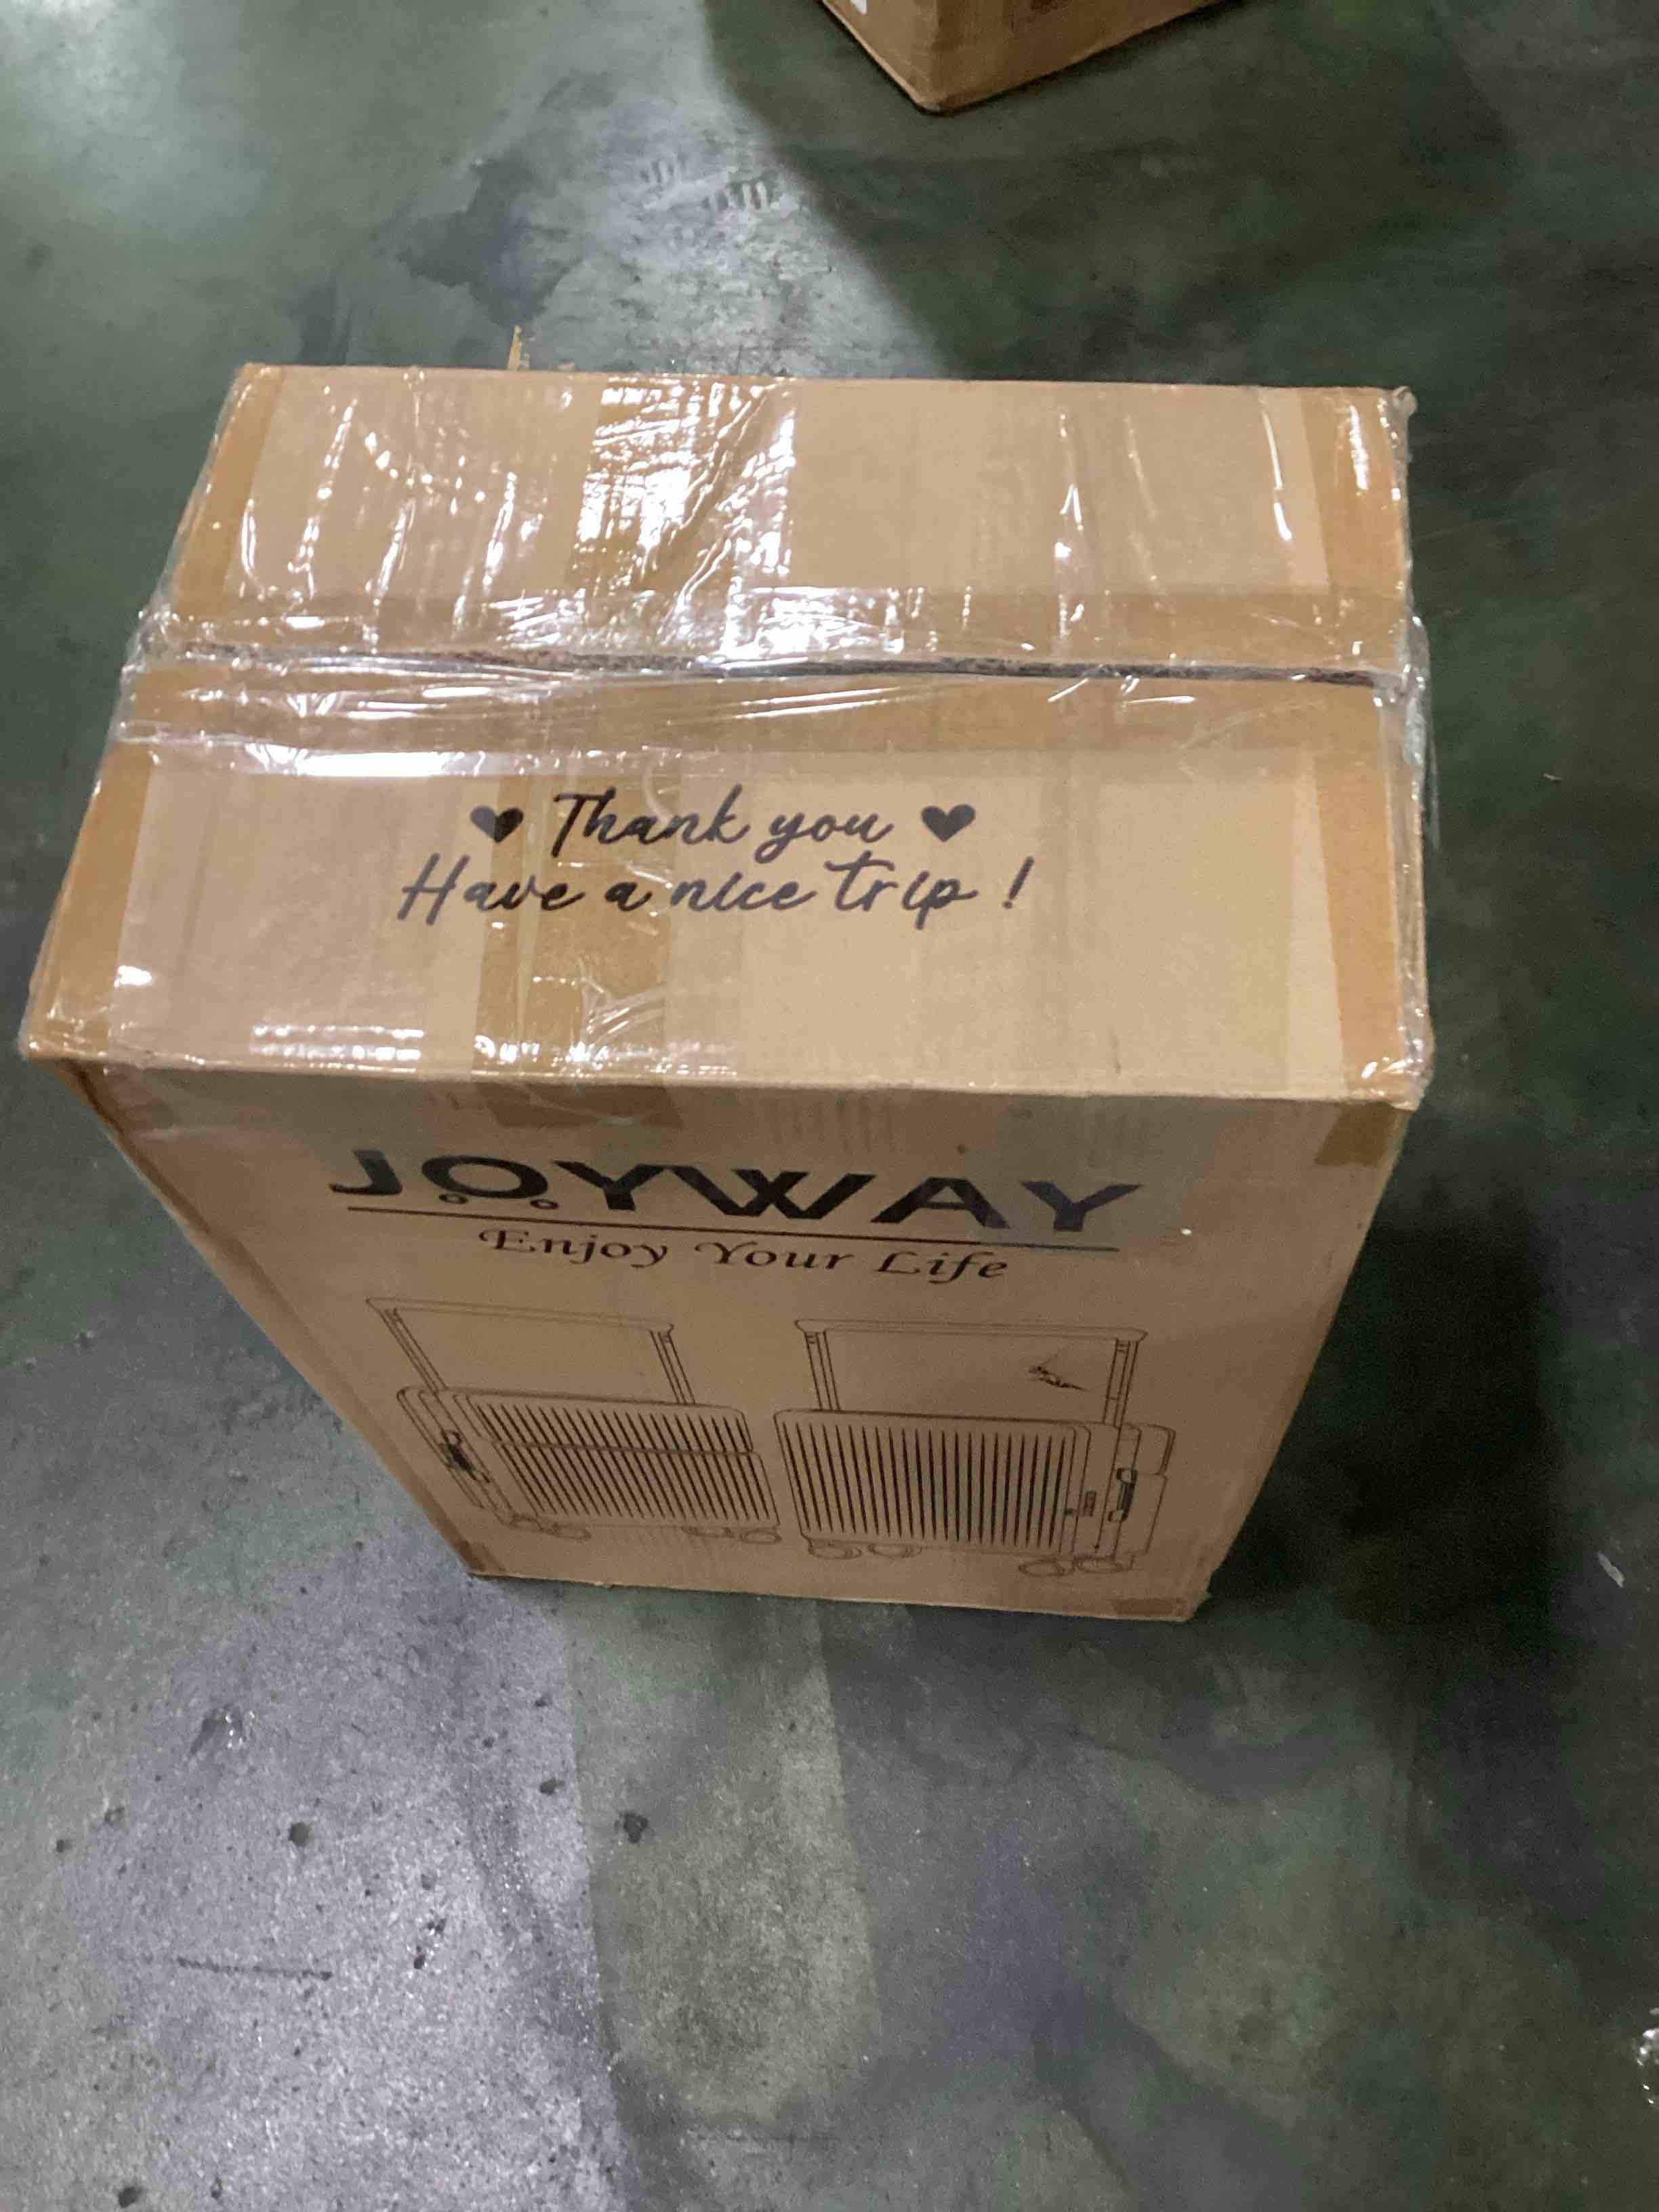 ♥ Thank you ♥
Have a nice trip !
JOYWAY
Enjoy Your Life